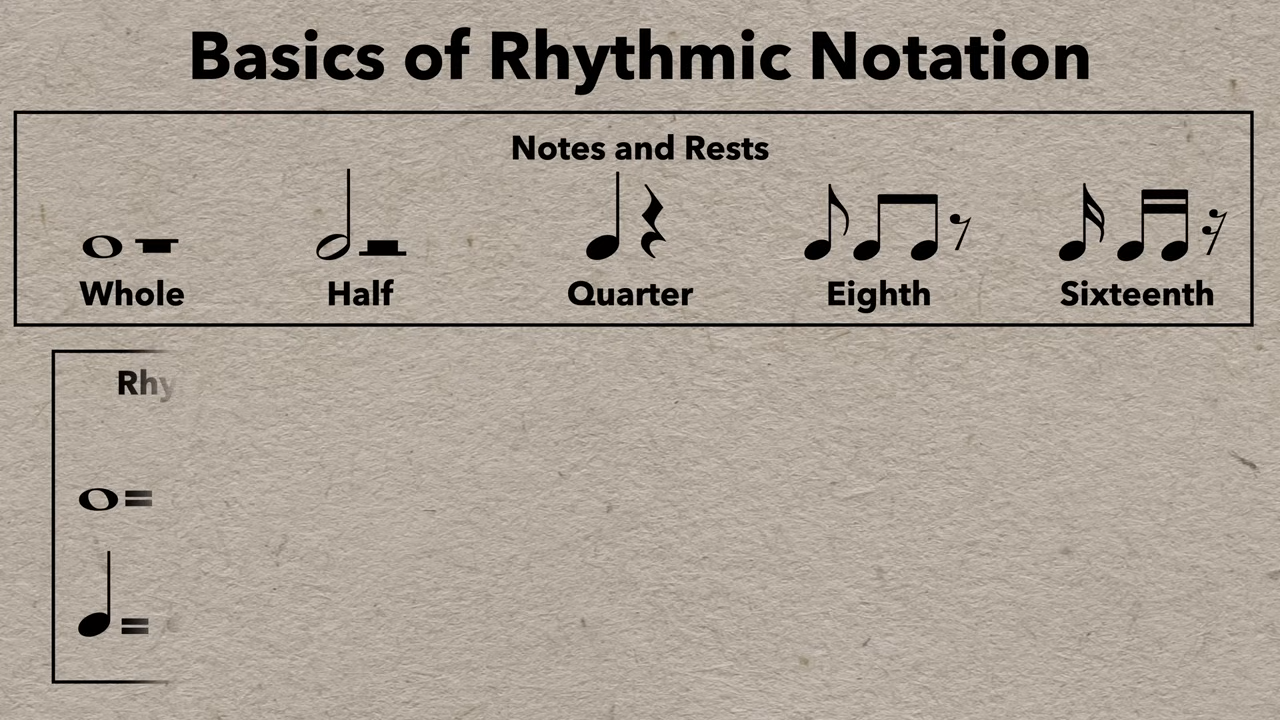 Basics of Rhythmic Notation
Notes and Rests
Whole Half Quarter Eighth Sixteenth
=
=